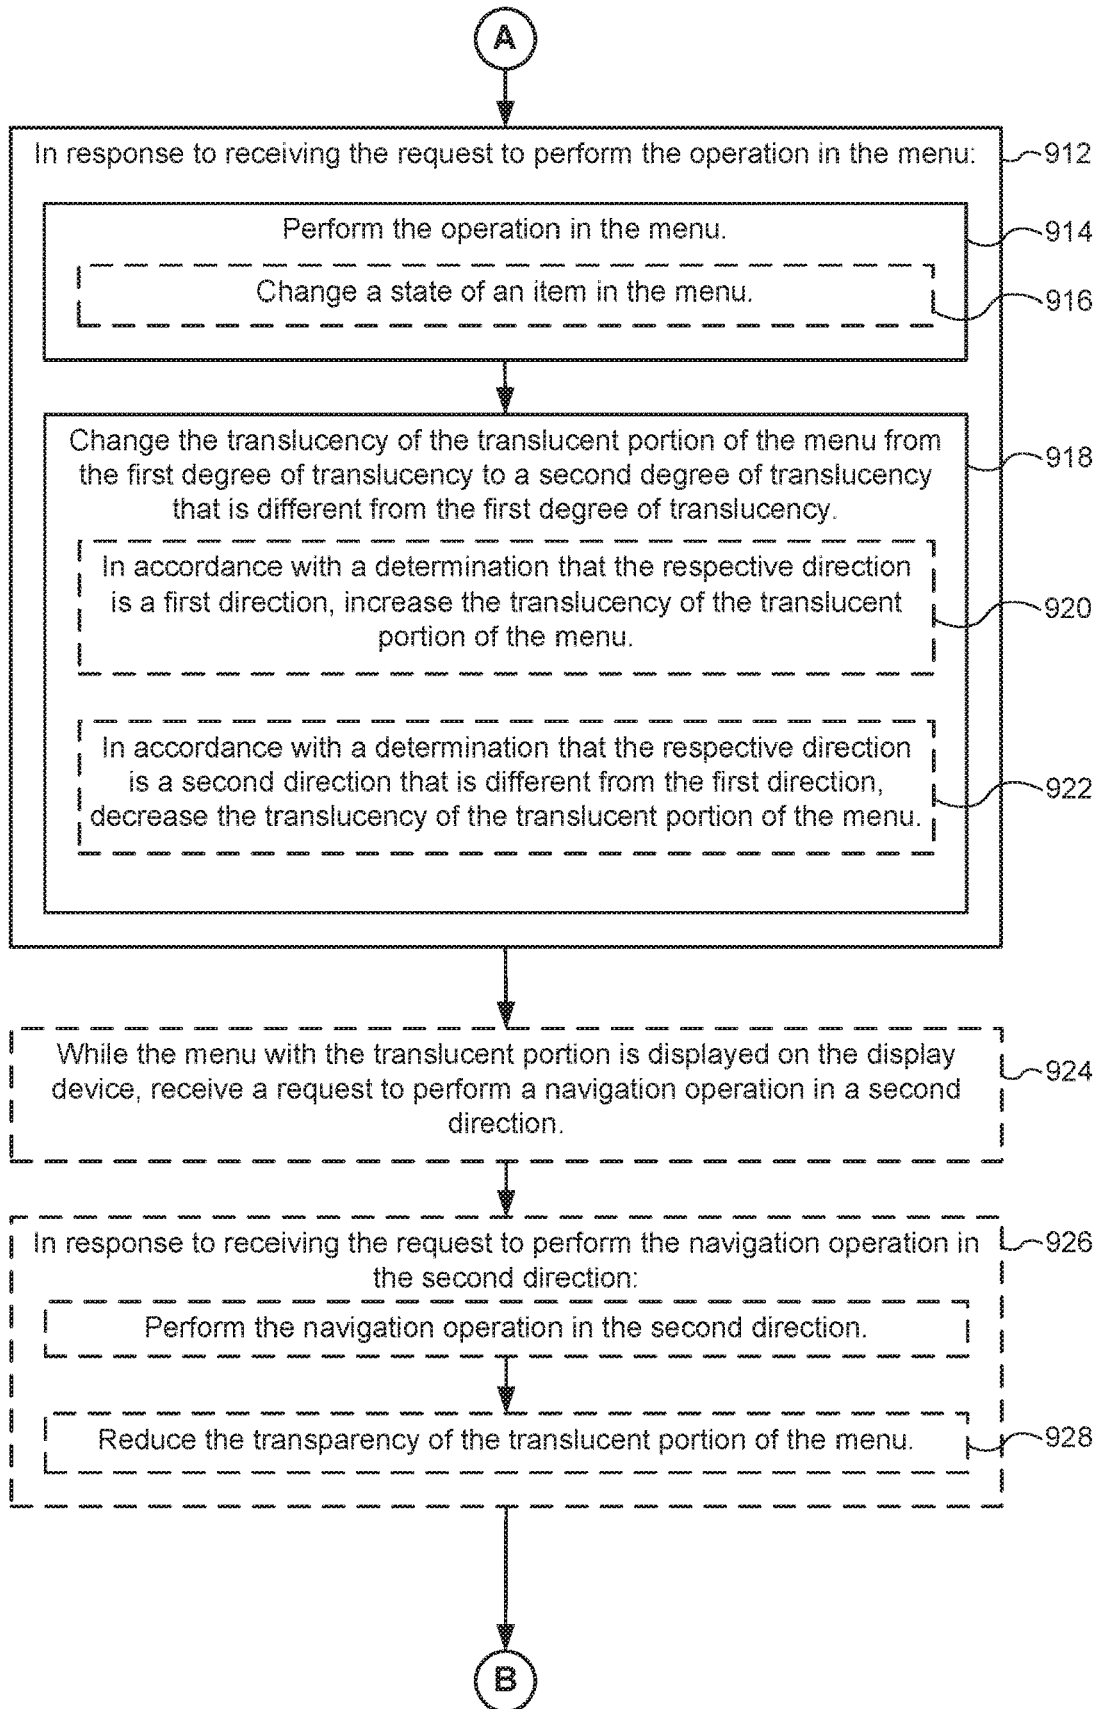 A
In response to receiving the request to perform the operation in the menu:
912
Perform the operation in the menu.
914
Change a state of an item in the menu.
916
Change the translucency of the translucent portion of the menu from
the first degree of translucency to a second degree of translucency
that is different from the first degree of translucency.
918
In accordance with a determination that the respective direction
is a first direction, increase the translucency of the translucent
portion of the menu.
920
In accordance with a determination that the respective direction
is a second direction that is different from the first direction,
decrease the translucency of the translucent portion of the menu.
922
While the menu with the translucent portion is displayed on the display
device, receive a request to perform a navigation operation in a second
direction.
924
In response to receiving the request to perform the navigation operation in
the second direction:
926
Perform the navigation operation in the second direction.
Reduce the transparency of the translucent portion of the menu.
928
B